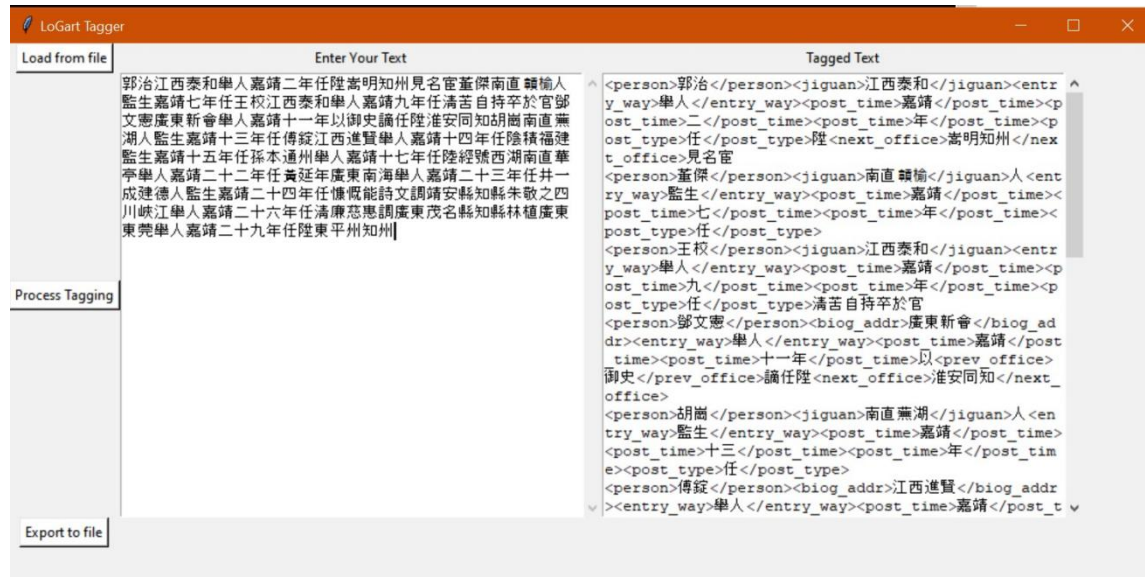 LoGart Tagger
Load from file
Enter Your Text
Tagged Text
郭治江西泰和舉人嘉靖二年任陞嵩明知州見名宦董傑南直贛榆人
監生嘉靖七年任王校江西泰和舉人嘉靖九年任清苦自持卒於官鄧
文憲廣東新會舉人嘉靖十一年以御史謫任陞淮安同知胡崗南直蕪
湖人監生嘉靖十三年任傅錠江西進賢舉人嘉靖十四年任陰積福建
監生嘉靖十五年任孫本通州舉人嘉靖十七年任陸經號西湖南直華
亭舉人嘉靖二十二年任黃延年廣東南海舉人嘉靖二十三年任井一
成建德人監生嘉靖二十四年任慷慨能詩文調靖安縣知縣朱敬之四
川峽江舉人嘉靖二十六年任清廉慈惠調廣東茂名縣知縣林植廣東
東莞舉人嘉靖二十九年任陞東平州知州
<person>郭治</person><jiguan>江西泰和</jiguan><entr
y_way>舉人</entry_way><post_time>嘉靖</post_time><p
ost_time>二</post_time><post_time>年</post_time><p
ost_type>任</post_type>陞<next_office>嵩明知州</nex
t_office>見名宦
<person>董傑</person><jiguan>南直贛榆</jiguan>人<ent
ry_way>監生</entry_way><post_time>嘉靖</post_time><
post_time>七</post_time><post_time>年</post_time><
post_type>任</post_type>
<person>王校</person><jiguan>江西泰和</jiguan><entr
y_way>舉人</entry_way><post_time>嘉靖</post_time><p
ost_time>九</post_time><post_time>年</post_time><p
ost_type>任</post_type>清苦自持卒於官
<person>鄧文憲</person><biog_addr>廣東新會</biog_ad
dr><entry_way>舉人</entry_way><post_time>嘉靖</post
_time><post_time>十一年</post_time>以<prev_office>
御史</prev_office>謫任陞<next_office>淮安同知</next_
office>
<person>胡崗</person><jiguan>南直蕪湖</jiguan>人<en
try_way>監生</entry_way><post_time>嘉靖</post_time>
<post_time>十三</post_time><post_time>年</post_tim
e><post_type>任</post_type>
<person>傅錠</person><biog_addr>江西進賢</biog_addr
><entry_way>舉人</entry_way><post_time>嘉靖</post_t
Process Tagging
Export to file